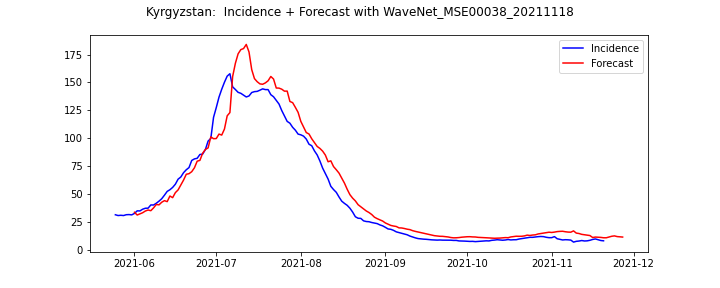 Kyrgyzstan:  Incidence + Forecast with WaveNet_MSE00038_20211118
Incidence
Forecast
175
150
125
100
75
50
25
0
2021-06 2021-07 2021-08 2021-09 2021-10 2021-11 2021-12